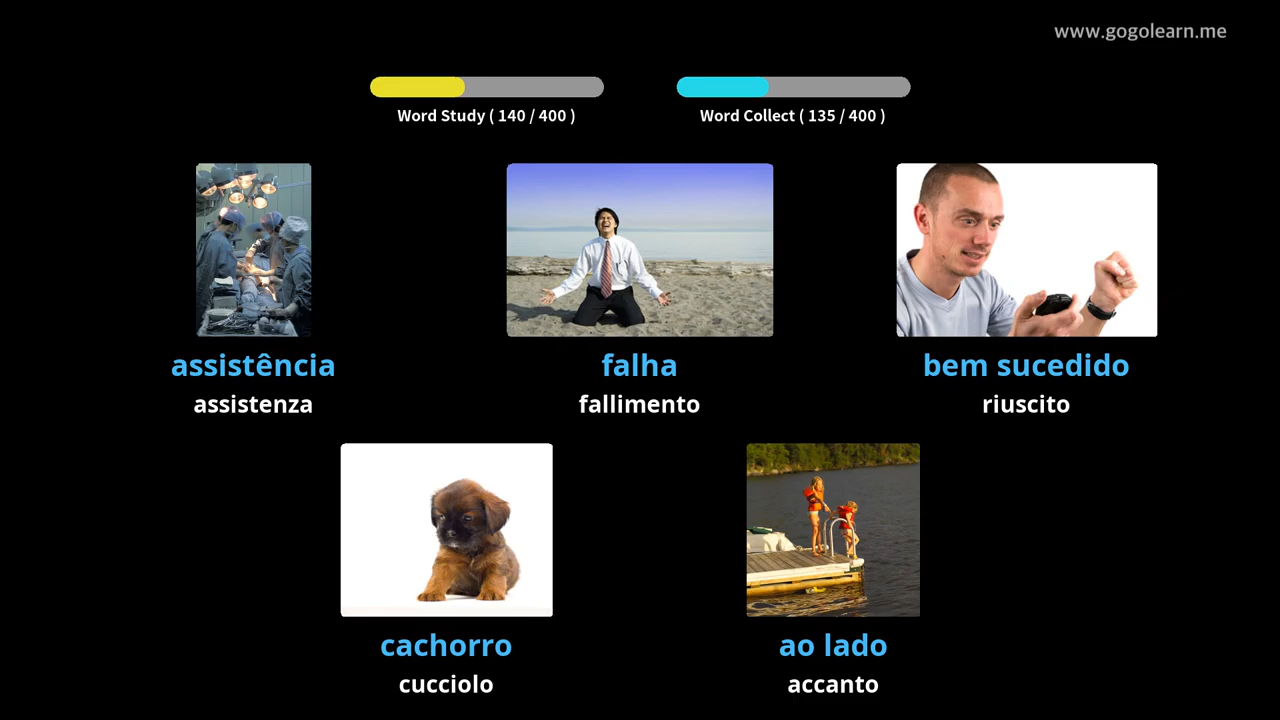 www.gogolearn.me
Word Study ( 140 / 400 )
Word Collect ( 135 / 400 )
assistência
assistenza
falha
fallimento
bem sucedido
riuscito
cachorro
cucciolo
ao lado
accanto